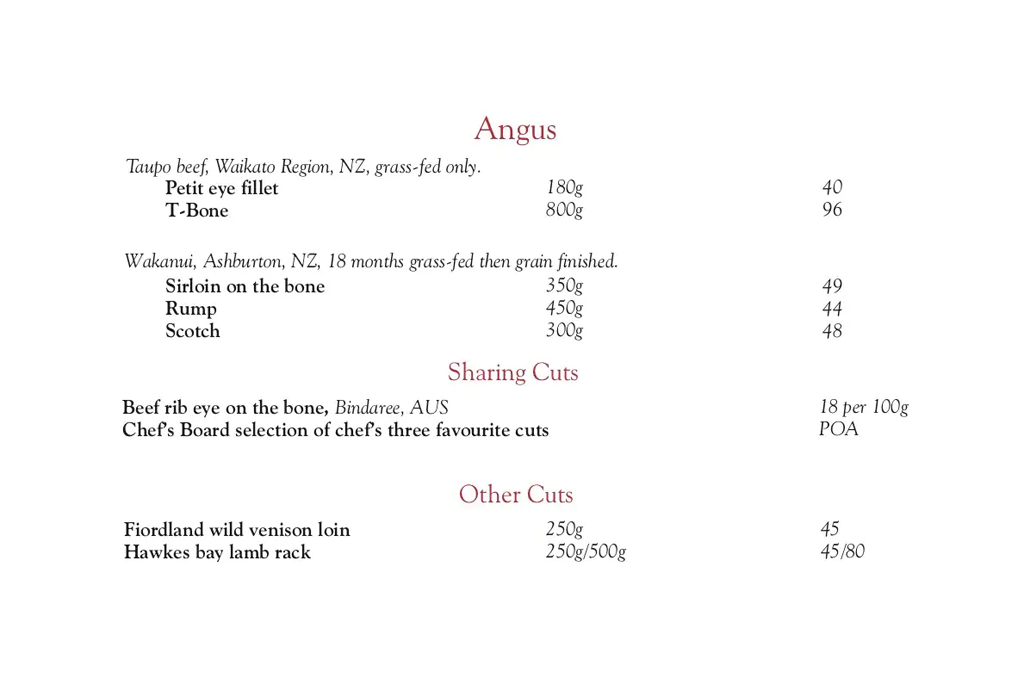 Angus
Taupo beef, Waikato Region, NZ, grass-fed only.
Petit eye fillet 180g 40
T-Bone 800g 96
Wakanui, Ashburton, NZ, 18 months grass-fed then grain finished.
Sirloin on the bone 350g 49
Rump 450g 44
Scotch 300g 48
Sharing Cuts
Beef rib eye on the bone, Bindaree, AUS 18 per 100g
Chef's Board selection of chef's three favourite cuts POA
Other Cuts
Fiordland wild venison loin 250g 45
Hawkes bay lamb rack 250g/500g 45/80